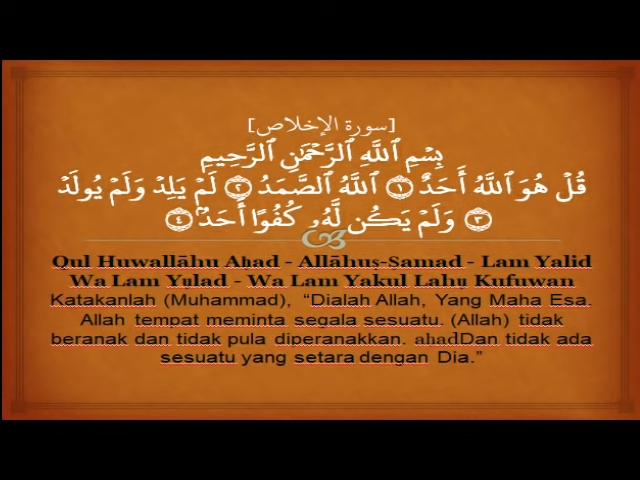 [سورة الإخلاص]
بِسْمِ ٱللَّهِ ٱلرَّحْمَٰنِ ٱلرَّحِيمِ
قُلْ هُوَ ٱللَّهُ أَحَدٌ ۝١ ٱللَّهُ ٱلصَّمَدُ ۝٢ لَمْ يَلِدْ وَلَمْ يُولَدْ
۝٣ وَلَمْ يَكُن لَّهُۥ كُفُوًا أَحَدٌۢ ۝٤
Qul Huwallāhu Aḥad - Allāhuṣ-Ṣamad - Lam Yalid
Wa Lam Yụlad - Wa Lam Yakul Lahụ Kufuwan
Katakanlah (Muhammad), “Dialah Allah, Yang Maha Esa.
Allah tempat meminta segala sesuatu. (Allah) tidak
beranak dan tidak pula diperanakkan. ahadDan tidak ada
sesuatu yang setara dengan Dia.”